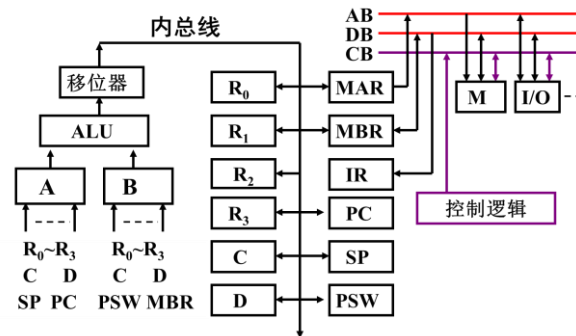 内总线
AB
DB
CB
移位器
ALU
A
B
R0~R3
R0~R3
C D
C D
SP PC
PSW MBR
R0
MAR
R1
MBR
R2
IR
R3
PC
C
SP
D
PSW
M
I/O
控制逻辑